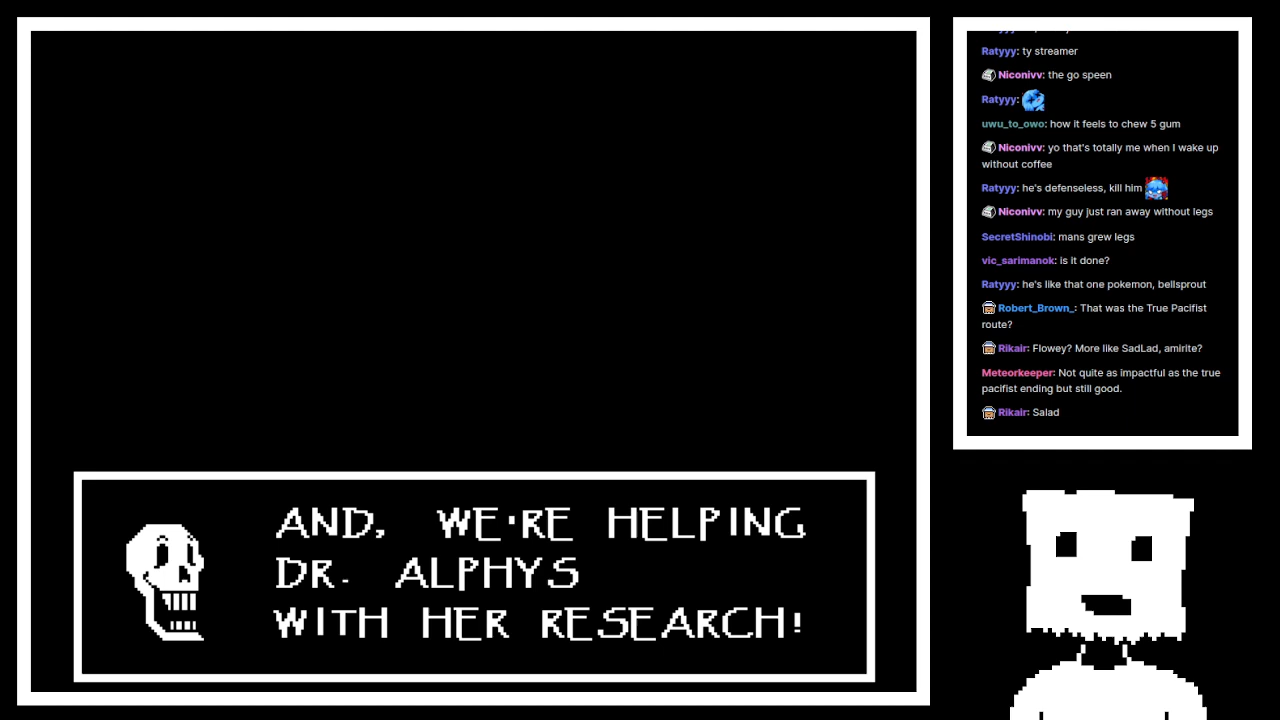 AND, WE'RE HELPING
DR. ALPHYS
WITH HER RESEARCH!
Ratyyy: ty streamer
Niconivv: the go speen
Ratyyy:
uwu_to_owo: how it feels to chew 5 gum
Niconivv: yo that's totally me when I wake up
without coffee
Ratyyy: he's defenseless, kill him
Niconivv: my guy just ran away without legs
SecretShinobi: mans grew legs
vic_sarimanok: is it done?
Ratyyy: he's like that one pokemon, bellsprout
Robert_Brown_: That was the True Pacifist
route?
Rikair: Flowey? More like SadLad, amirite?
Meteorkeeper: Not quite as impactful as the true
pacifist ending but still good.
Rikair: Salad